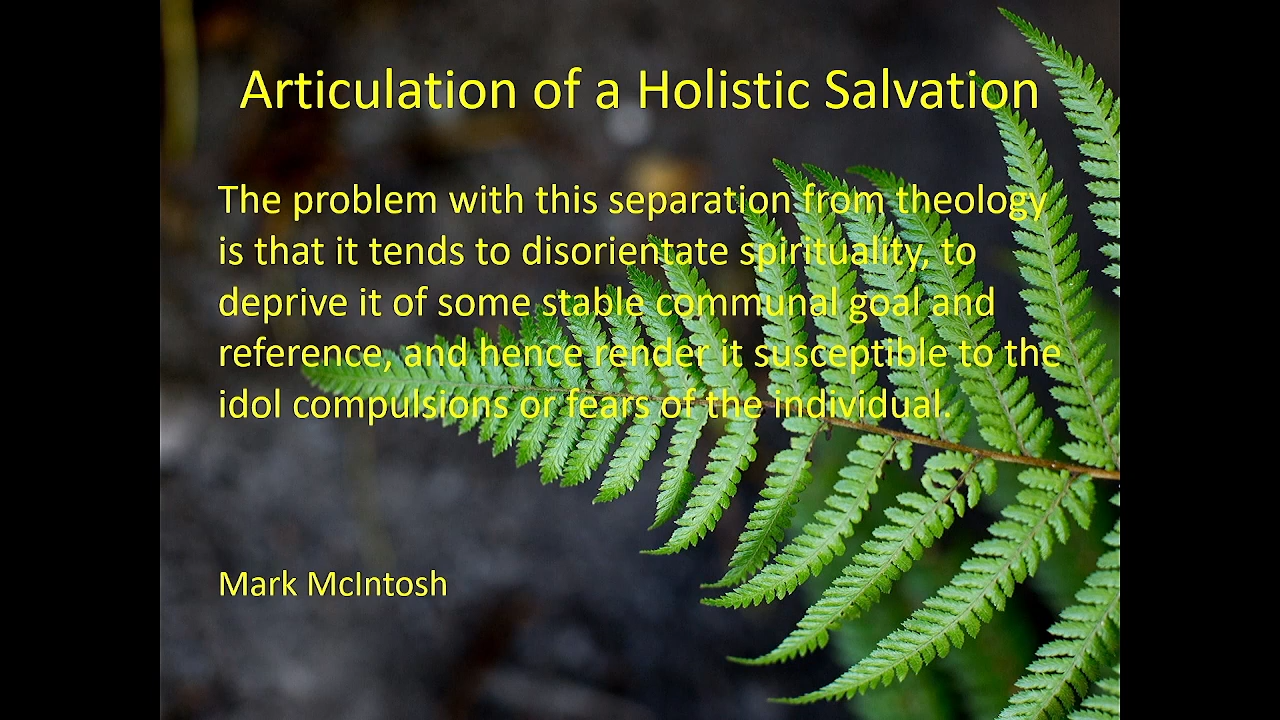 Articulation of a Holistic Salvation
The problem with this separation from theology
is that it tends to disorientate spirituality, to
deprive it of some stable communal goal and
reference, and hence render it susceptible to the
idol compulsions or fears of the individual.
Mark McIntosh